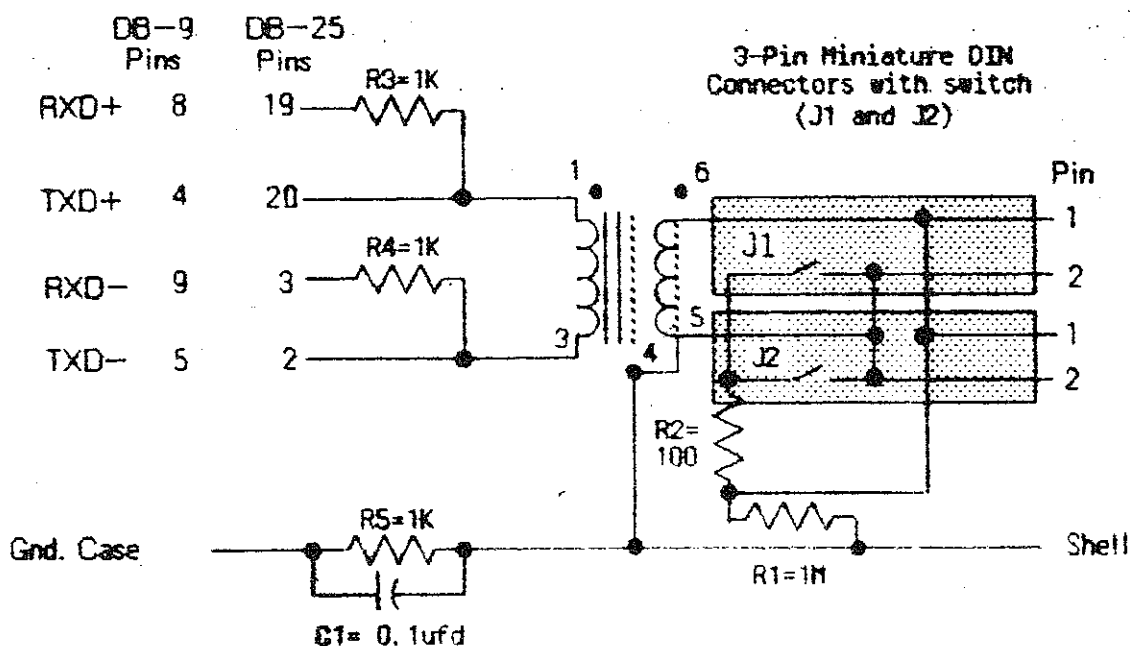 DB-9 DB-25
Pins Pins
3-Pin Miniature DIN
Connectors with switch
(J1 and J2)
R3=1K
RXD+ 8 19
1 6 Pin
TXD+ 4 20
1
J1
R4=1K
2
RXD- 9 3
3 5 1
4
TXD- 5 2
J2
2
R2=
100
R5=1K
Gnd. Case Shell
R1=1M
C1= 0.1ufd